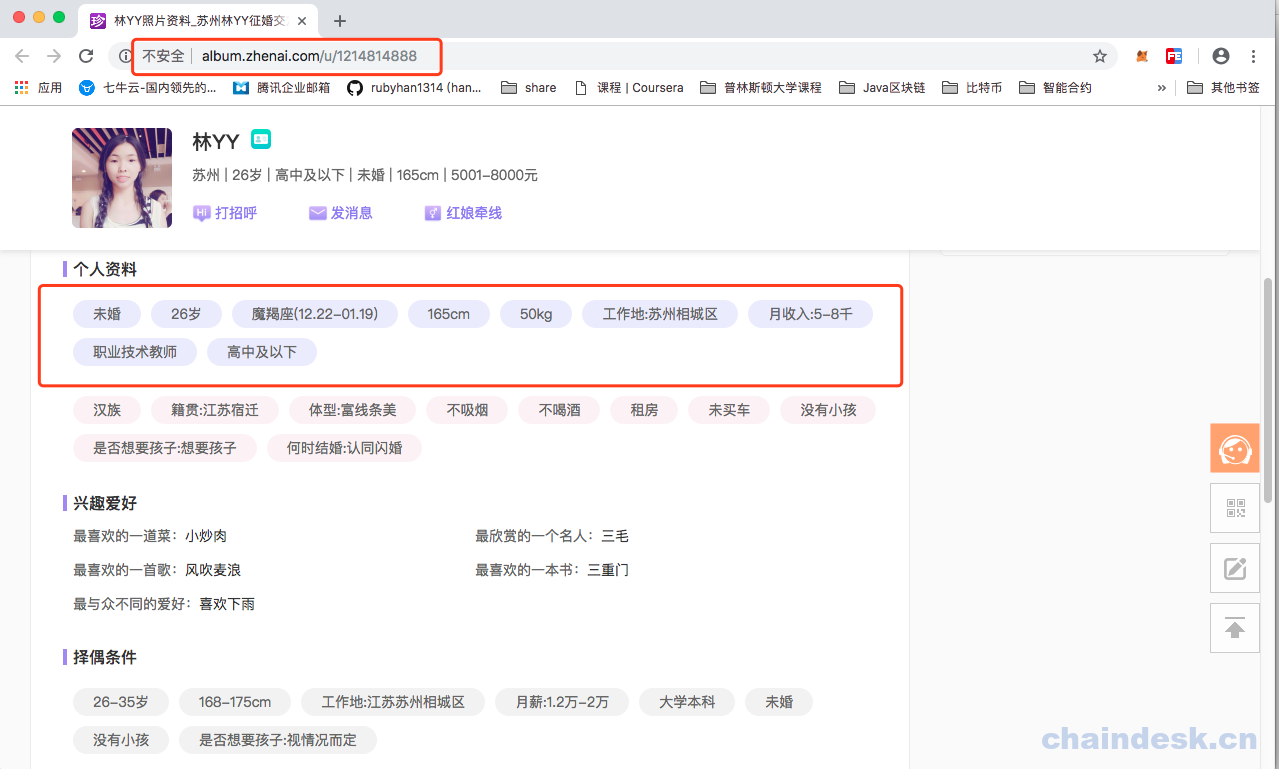 林YY照片资料_苏州林YY征婚交
不安全 album.zhenai.com/u/1214814888
应用 七牛云-国内领先的... 腾讯企业邮箱 rubyhan1314 (han... share 课程 | Coursera 普林斯顿大学课程 Java区块链 比特币 智能合约 » 其他书签
林YY
苏州 | 26岁 | 高中及以下 | 未婚 | 165cm | 5001-8000元
Hi 打招呼 发消息 红娘牵线
个人资料
未婚 26岁 魔羯座(12.22-01.19) 165cm 50kg 工作地:苏州相城区 月收入:5-8千
职业技术教师 高中及以下
汉族 籍贯:江苏宿迁 体型:富线条美 不吸烟 不喝酒 租房 未买车 没有小孩
是否想要孩子:想要孩子 何时结婚:认同闪婚
兴趣爱好
最喜欢的一道菜：小炒肉 最欣赏的一个名人：三毛
最喜欢的一首歌：风吹麦浪 最喜欢的一本书：三重门
最与众不同的爱好：喜欢下雨
择偶条件
26-35岁 168-175cm 工作地:江苏苏州相城区 月薪:1.2万-2万 大学本科 未婚
没有小孩 是否想要孩子:视情况而定
chaindesk.cn